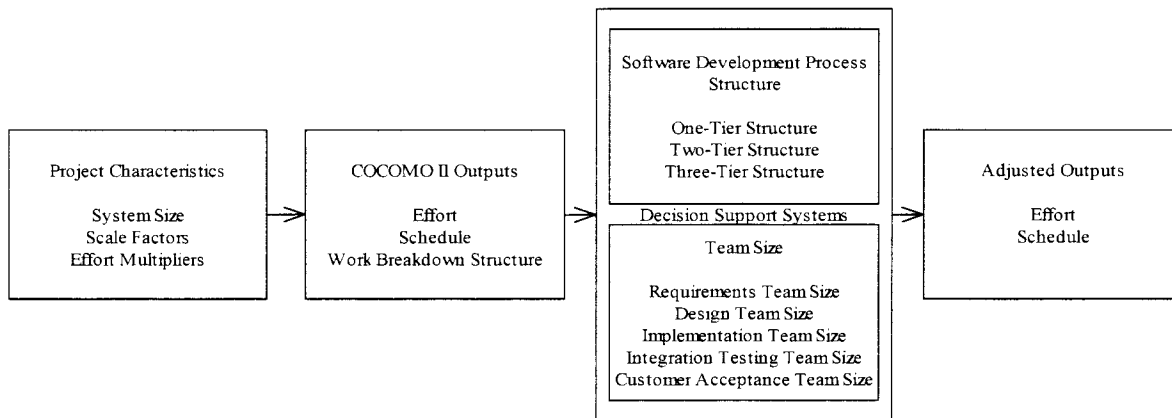 Project Characteristics
System Size
Scale Factors
Effort Multipliers
COCOMO II Outputs
Effort
Schedule
Work Breakdown Structure
Software Development Process
Structure
One-Tier Structure
Two-Tier Structure
Three-Tier Structure
Decision Support Systems
Team Size
Requirements Team Size
Design Team Size
Implementation Team Size
Integration Testing Team Size
Customer Acceptance Team Size
Adjusted Outputs
Effort
Schedule